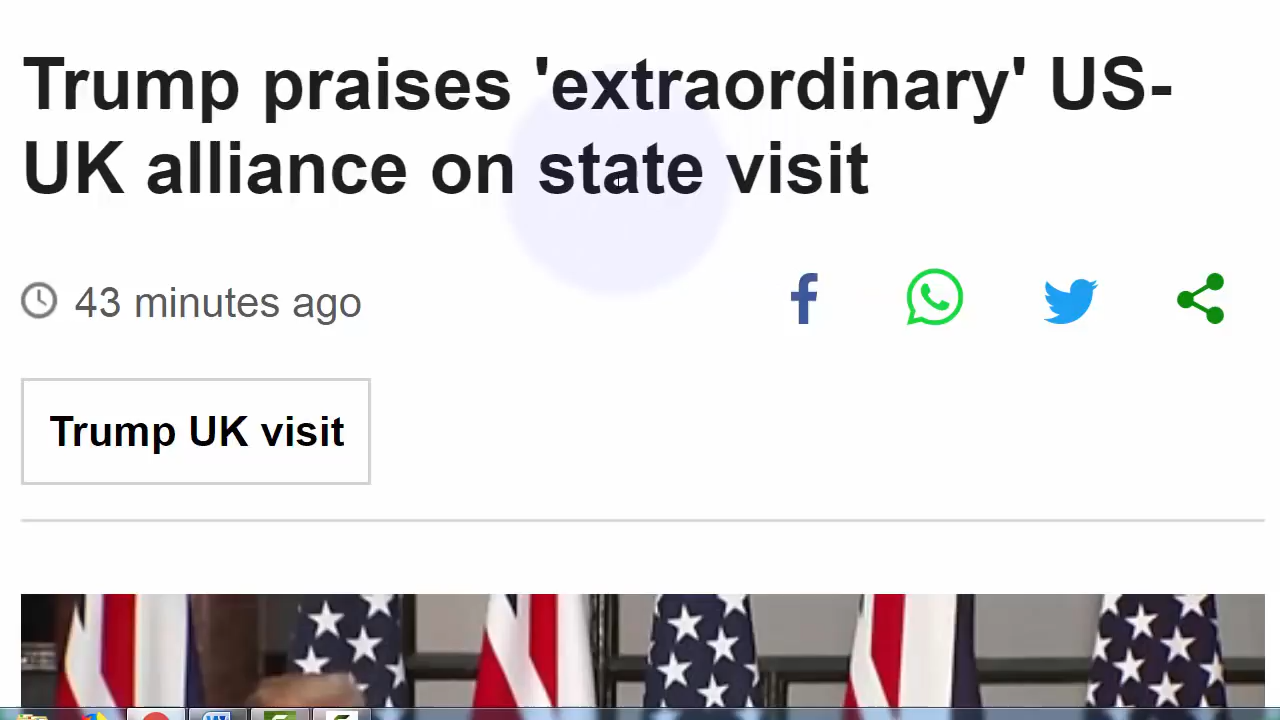 Trump praises 'extraordinary' US-
UK alliance on state visit
43 minutes ago
Trump UK visit